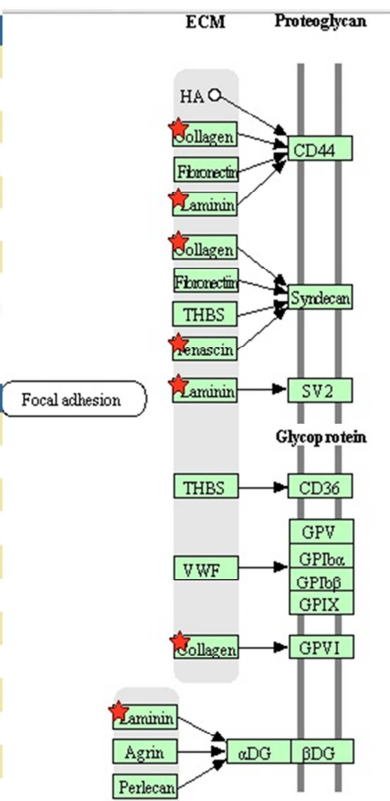 ECM Proteoglycan
HA
Collagen
CD44
Fibronectin
Laminin
Collagen
Fibronectin
Syndecan
THBS
Tenascin
Laminin SV2
Focal adhesion
Glycoprotein
THBS CD36
GPV
VWF GPIbα
GPIbβ
GPIX
Collagen GPVI
Laminin
Agrin αDG βDG
Perlecan